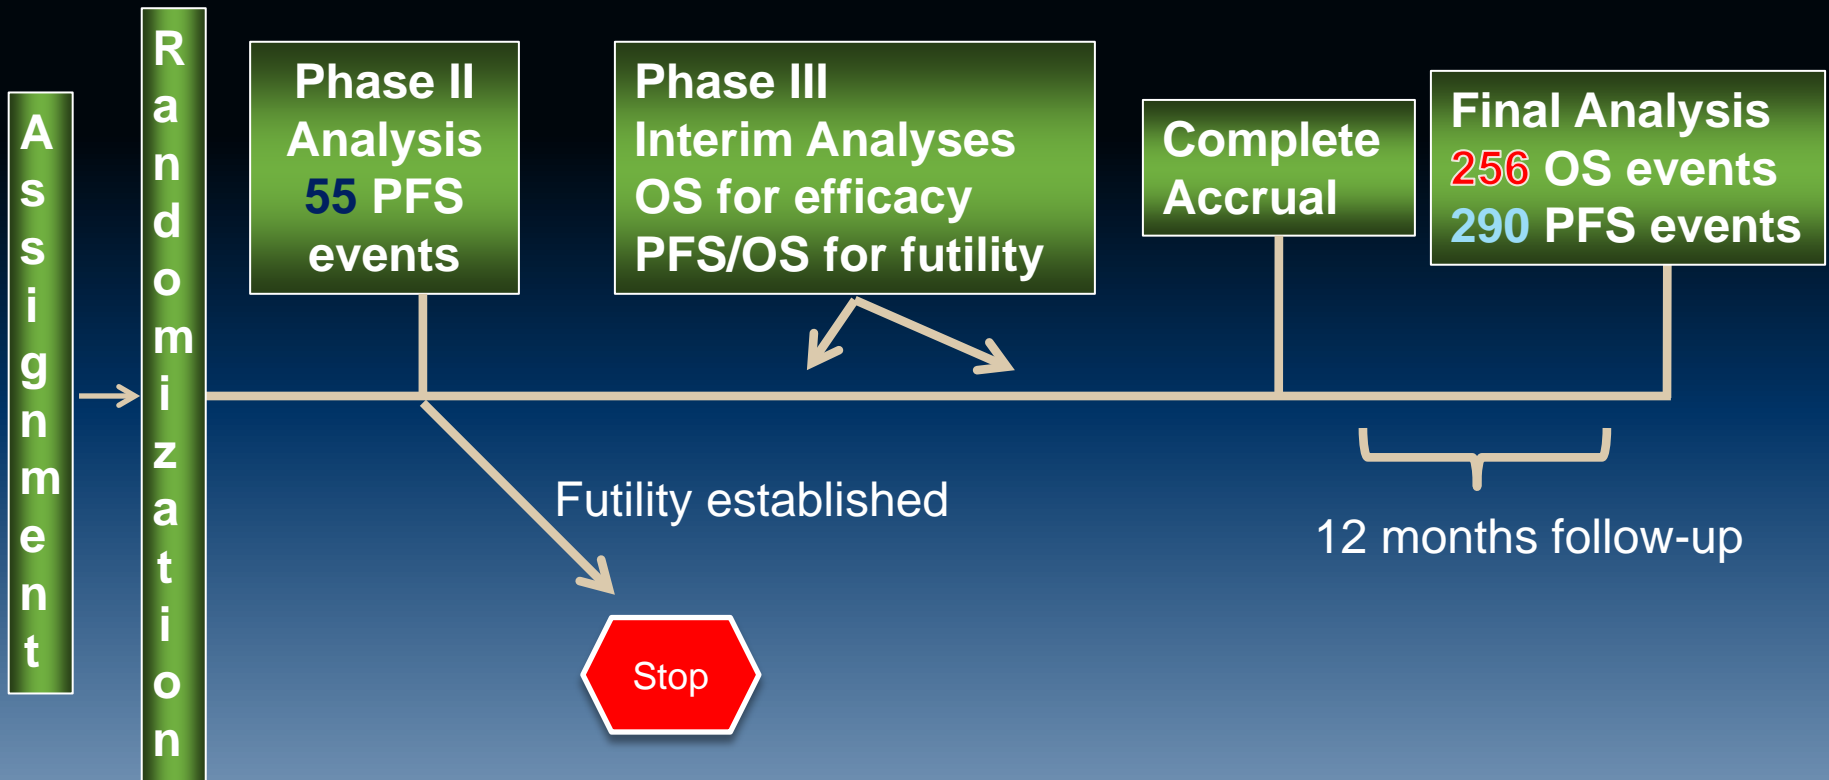 Assignment
Randomization
Phase II
Analysis
55 PFS
events
Phase III
Interim Analyses
OS for efficacy
PFS/OS for futility
Complete
Accrual
Final Analysis
256 OS events
290 PFS events
Futility established
12 months follow-up
Stop